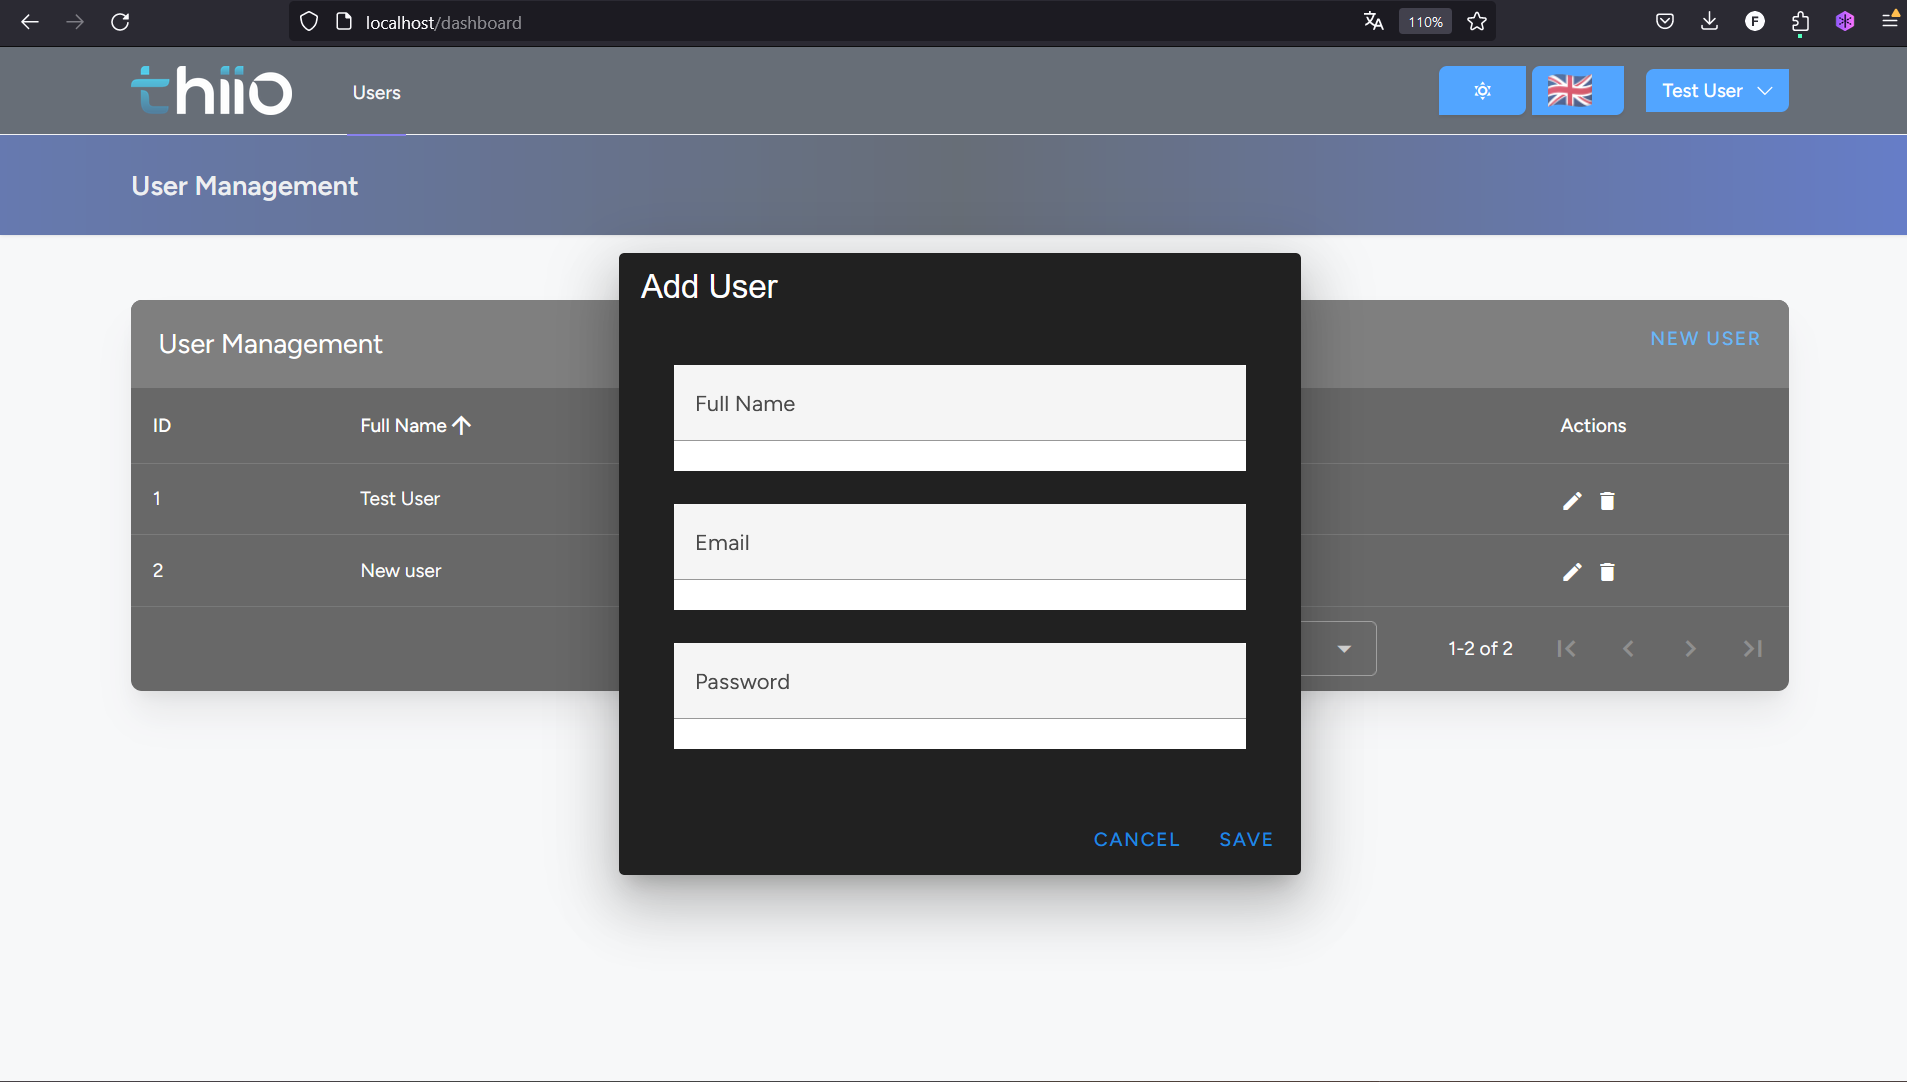 localhost/dashboard
110%
F
thiio
Users
Test User
User Management
Add User
User Management
NEW USER
Full Name
ID
Full Name
Actions
1
Test User
Email
2
New user
1-2 of 2
Password
CANCEL
SAVE